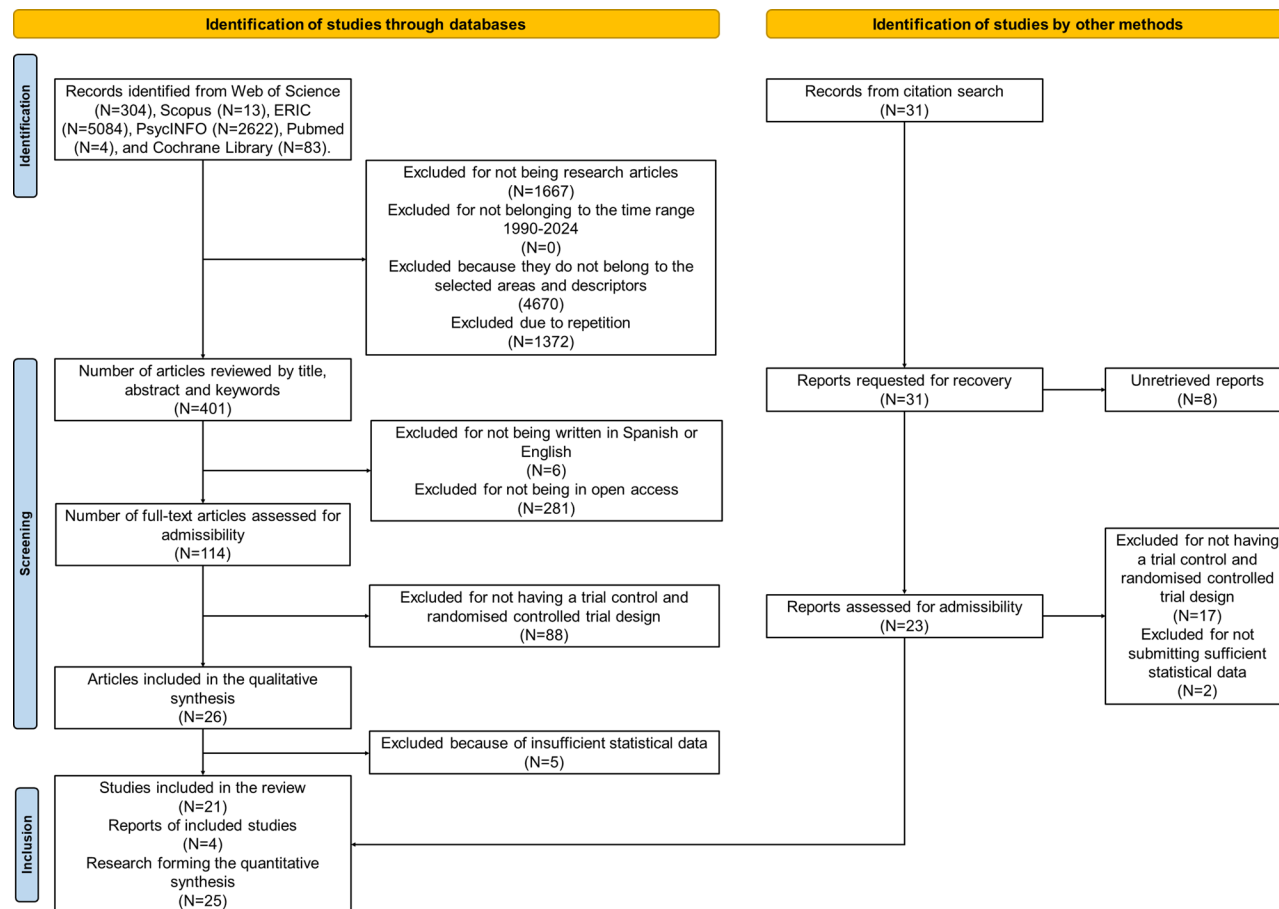 Identification of studies through databases
Identification of studies by other methods
Identification
Records identified from Web of Science
(N=304), Scopus (N=13), ERIC
(N=5084), PsycINFO (N=2622), Pubmed
(N=4), and Cochrane Library (N=83).
Records from citation search
(N=31)
Excluded for not being research articles
(N=1667)
Excluded for not belonging to the time range
1990-2024
(N=0)
Excluded because they do not belong to the
selected areas and descriptors
(4670)
Excluded due to repetition
(N=1372)
Screening
Number of articles reviewed by title,
abstract and keywords
(N=401)
Reports requested for recovery
(N=31)
Unretrieved reports
(N=8)
Excluded for not being written in Spanish or
English
(N=6)
Excluded for not being in open access
(N=281)
Number of full-text articles assessed for
admissibility
(N=114)
Excluded for not having a trial control and
randomised controlled trial design
(N=88)
Reports assessed for admissibility
(N=23)
Excluded for not having
a trial control and
randomised controlled
trial design
(N=17)
Excluded for not
submitting sufficient
statistical data
(N=2)
Articles included in the qualitative
synthesis
(N=26)
Excluded because of insufficient statistical data
(N=5)
Inclusion
Studies included in the review
(N=21)
Reports of included studies
(N=4)
Research forming the quantitative
synthesis
(N=25)